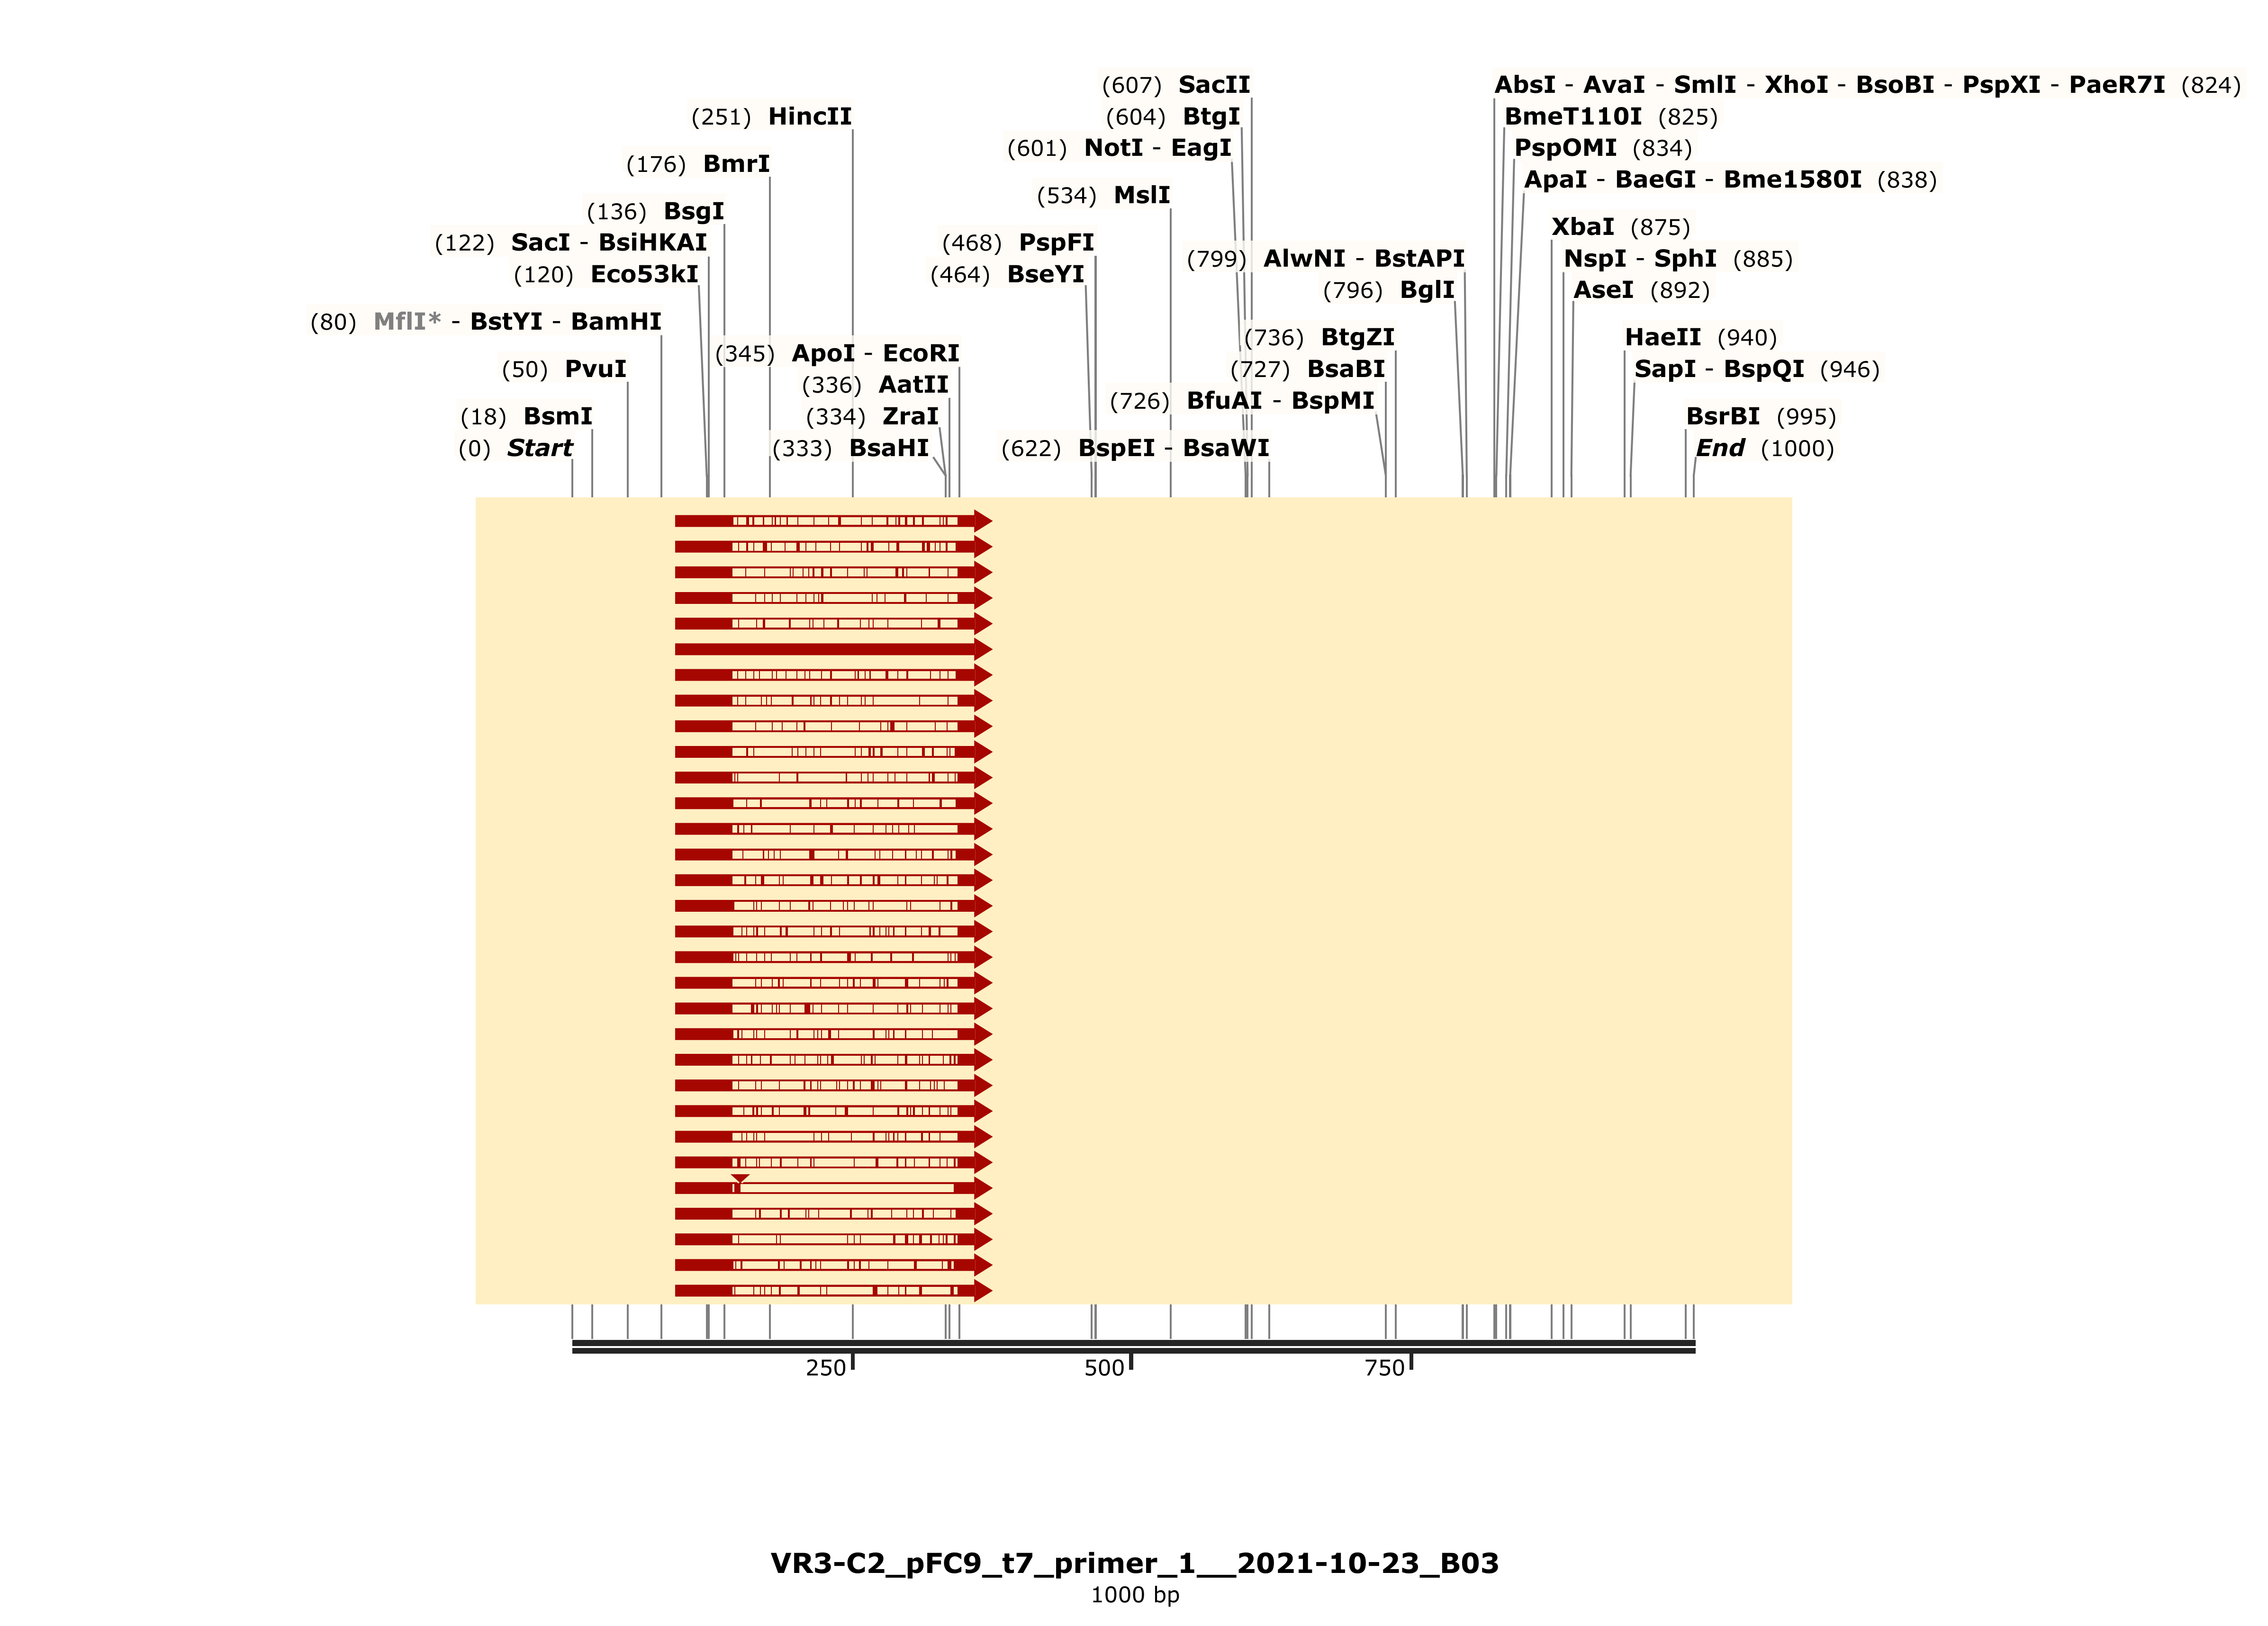 (607) SacII
AbsI - AvaI - SmlI - XhoI - BsoBI - PspXI - PaeR7I (824)
(251) HincII
(604) BtgI
BmeT110I (825)
(601) NotI - EagI
PspOMI (834)
(176) BmrI
ApaI - BaeGI - Bme1580I (838)
(534) MslI
(136) BsgI
XbaI (875)
(122) SacI - BsiHKAI
(468) PspFI
(799) AlwNI - BstAPI
NspI - SphI (885)
(120) Eco53kI
(464) BseYI
(796) BglI
AseI (892)
(80) MflI* - BstYI - BamHI
(736) BtgZI
HaeII (940)
(345) ApoI - EcoRI
(50) PvuI
(727) BsaBI
SapI - BspQI (946)
(336) AatII
(726) BfuAI - BspMI
(18) BsmI
(334) ZraI
BsrBI (995)
(0) Start
(333) BsaHI
(622) BspEI - BsaWI
End (1000)
250
500
750
VR3-C2_pFC9_t7_primer_1__2021-10-23_B03
1000 bp